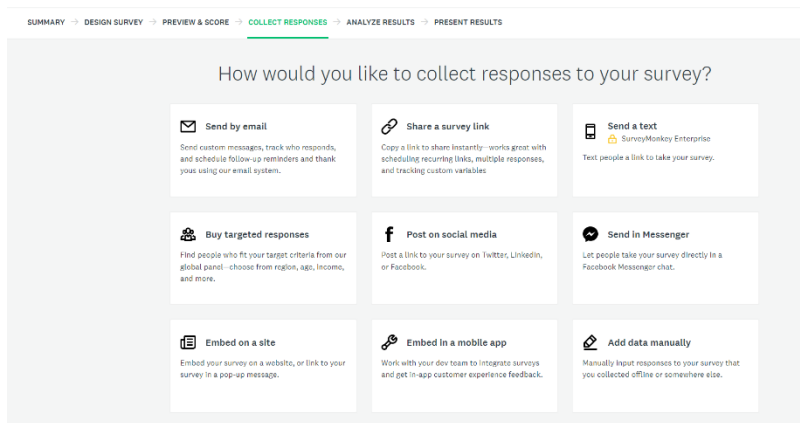 SUMMARY → DESIGN SURVEY → PREVIEW & SCORE → COLLECT RESPONSES → ANALYZE RESULTS → PRESENT RESULTS
How would you like to collect responses to your survey?
Send by email
Send custom messages, track who responds,
and schedule follow-up reminders and thank
yous using our email system.
Share a survey link
Copy a link to share instantly—works great with
scheduling recurring links, multiple responses,
and tracking custom variables
Send a text
SurveyMonkey Enterprise
Text people a link to take your survey.
Buy targeted responses
Find people who fit your target criteria from our
global panel—choose from region, age, income,
and more.
Post on social media
Post a link to your survey on Twitter, LinkedIn,
or Facebook.
Send in Messenger
Let people take your survey directly in a
Facebook Messenger chat.
Embed on a site
Embed your survey on a website, or link to your
survey in a pop-up message.
Embed in a mobile app
Work with your dev team to integrate surveys
and get in-app customer experience feedback.
Add data manually
Manually input responses to your survey that
you collected offline or somewhere else.